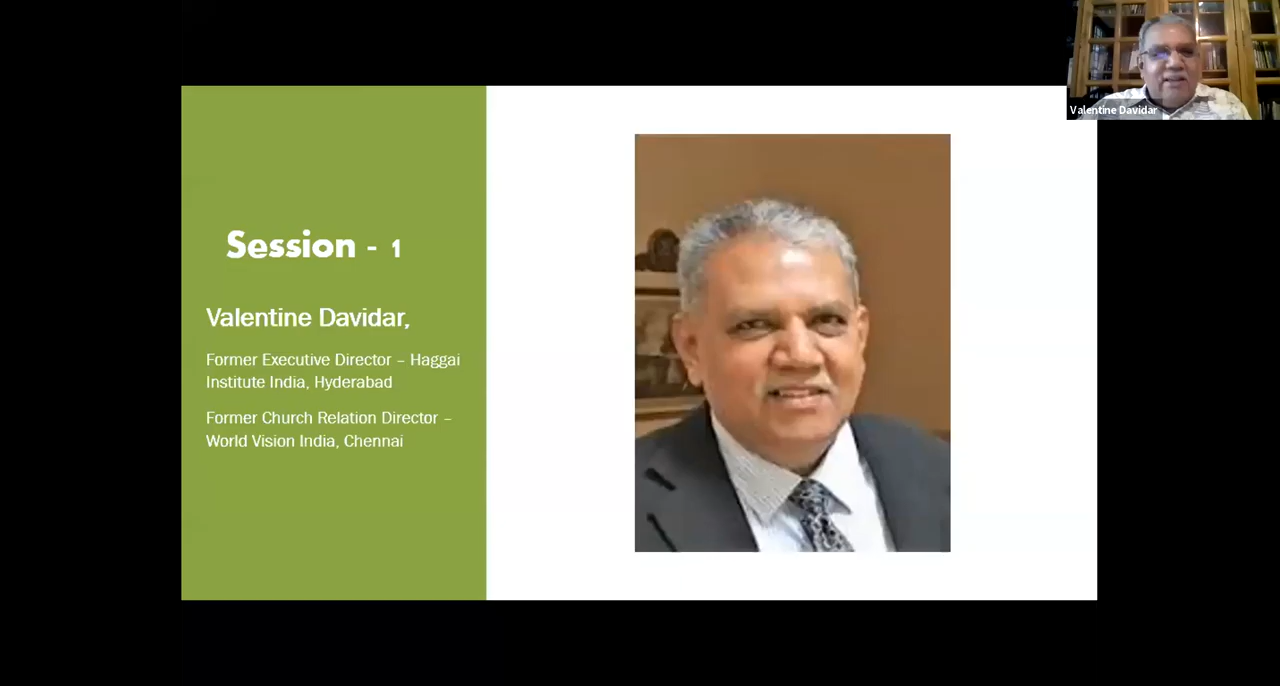 Valentine Davidar
Session - 1
Valentine Davidar,
Former Executive Director – Haggai
Institute India, Hyderabad
Former Church Relation Director –
World Vision India, Chennai